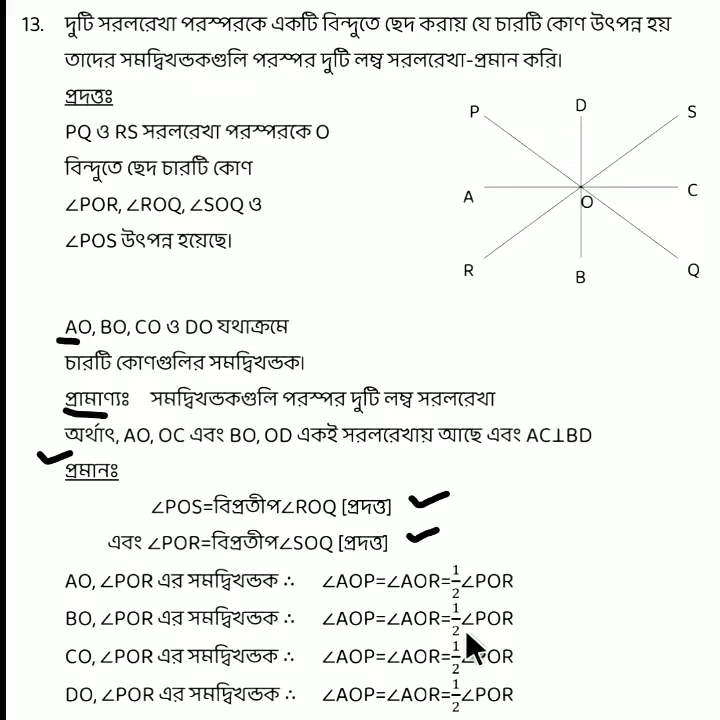 13. দুটি সরলরেখা পরস্পরকে একটি বিন্দুতে ছেদ করায় যে চারটি কোণ উৎপন্ন হয়
তাদের সমদ্বিখন্ডকগুলি পরস্পর দুটি লম্ব সরলরেখা-প্রমান করি।
প্রদত্তঃ
PQ ও RS সরলরেখা পরস্পরকে O
বিন্দুতে ছেদ চারটি কোণ
∠POR, ∠ROQ, ∠SOQ ও
∠POS উৎপন্ন হয়েছে।
P D S
A O C
R B Q
AO, BO, CO ও DO যথাক্রমে
চারটি কোণগুলির সমদ্বিখন্ডক।
প্রামাণ্যঃ সমদ্বিখন্ডকগুলি পরস্পর দুটি লম্ব সরলরেখা
অর্থাৎ, AO, OC এবং BO, OD একই সরলরেখায় আছে এবং AC⊥BD
প্রমানঃ
∠POS=বিপ্রতীপ∠ROQ [প্রদত্ত]
এবং ∠POR=বিপ্রতীপ∠SOQ [প্রদত্ত]
AO, ∠POR এর সমদ্বিখন্ডক ∴ ∠AOP=∠AOR=½∠POR
BO, ∠POR এর সমদ্বিখন্ডক ∴ ∠AOP=∠AOR=½∠POR
CO, ∠POR এর সমদ্বিখন্ডক ∴ ∠AOP=∠AOR=½∠POR
DO, ∠POR এর সমদ্বিখন্ডক ∴ ∠AOP=∠AOR=½∠POR